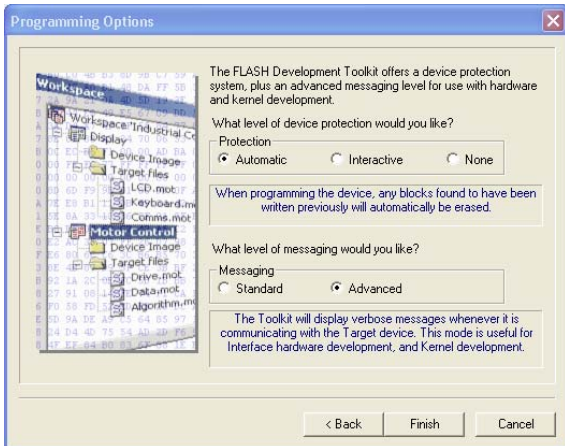 Programming Options
The FLASH Development Toolkit offers a device protection
system, plus an advanced messaging level for use with hardware
and kernel development.
What level of device protection would you like?
Protection
Automatic
Interactive
None
When programming the device, any blocks found to have been
written previously will automatically be erased.
What level of messaging would you like?
Messaging
Standard
Advanced
The Toolkit will display verbose messages whenever it is
communicating with the Target device. This mode is useful for
Interface hardware development, and Kernel development.
Workspace
Workspace 'Industrial Co
Display
Device Image
Target files
LCD.mot
Keyboard.m
Comms.mot
Motor Control
Device Image
Target files
Drive.mot
Data.mot
Algorithm.mo
< Back
Finish
Cancel